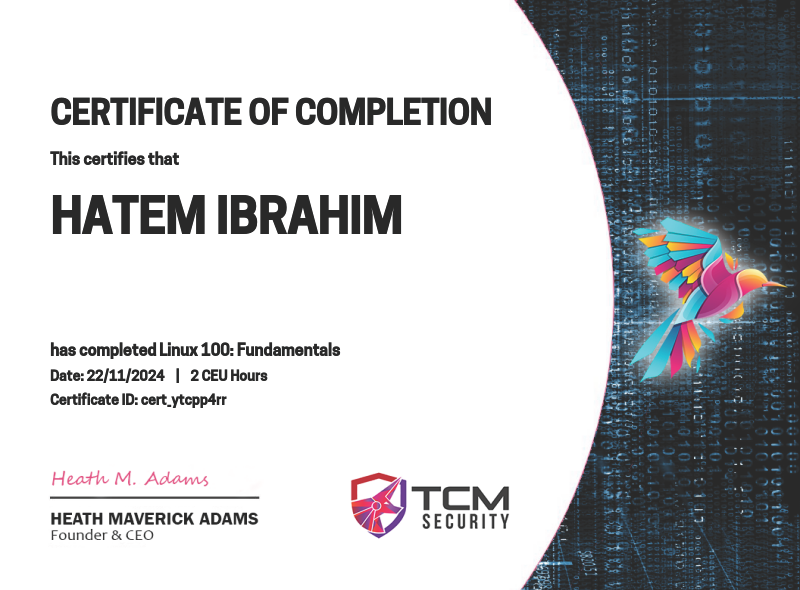 CERTIFICATE OF COMPLETION
This certifies that
HATEM IBRAHIM
has completed Linux 100: Fundamentals
Date: 22/11/2024 | 2 CEU Hours
Certificate ID: cert_ytcpp4rr
Heath M. Adams
HEATH MAVERICK ADAMS
Founder & CEO
TCM
SECURITY